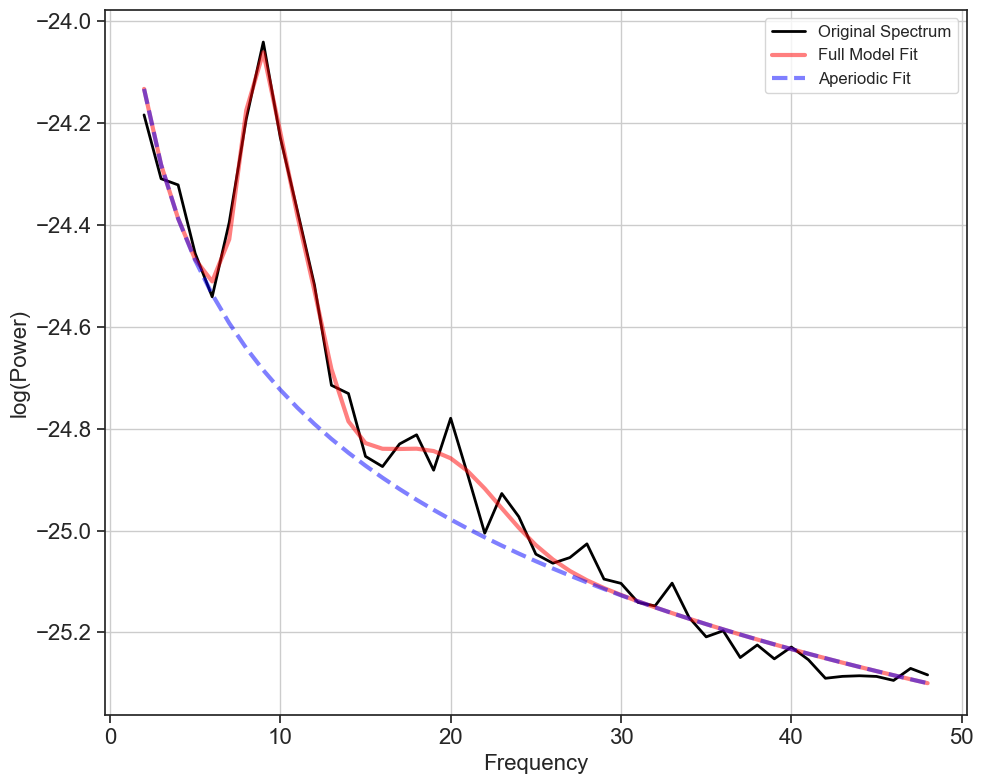 −24.0
−24.2
−24.4
−24.6
−24.8
−25.0
−25.2
log(Power)
0
10
20
30
40
50
Frequency
Original Spectrum
Full Model Fit
Aperiodic Fit